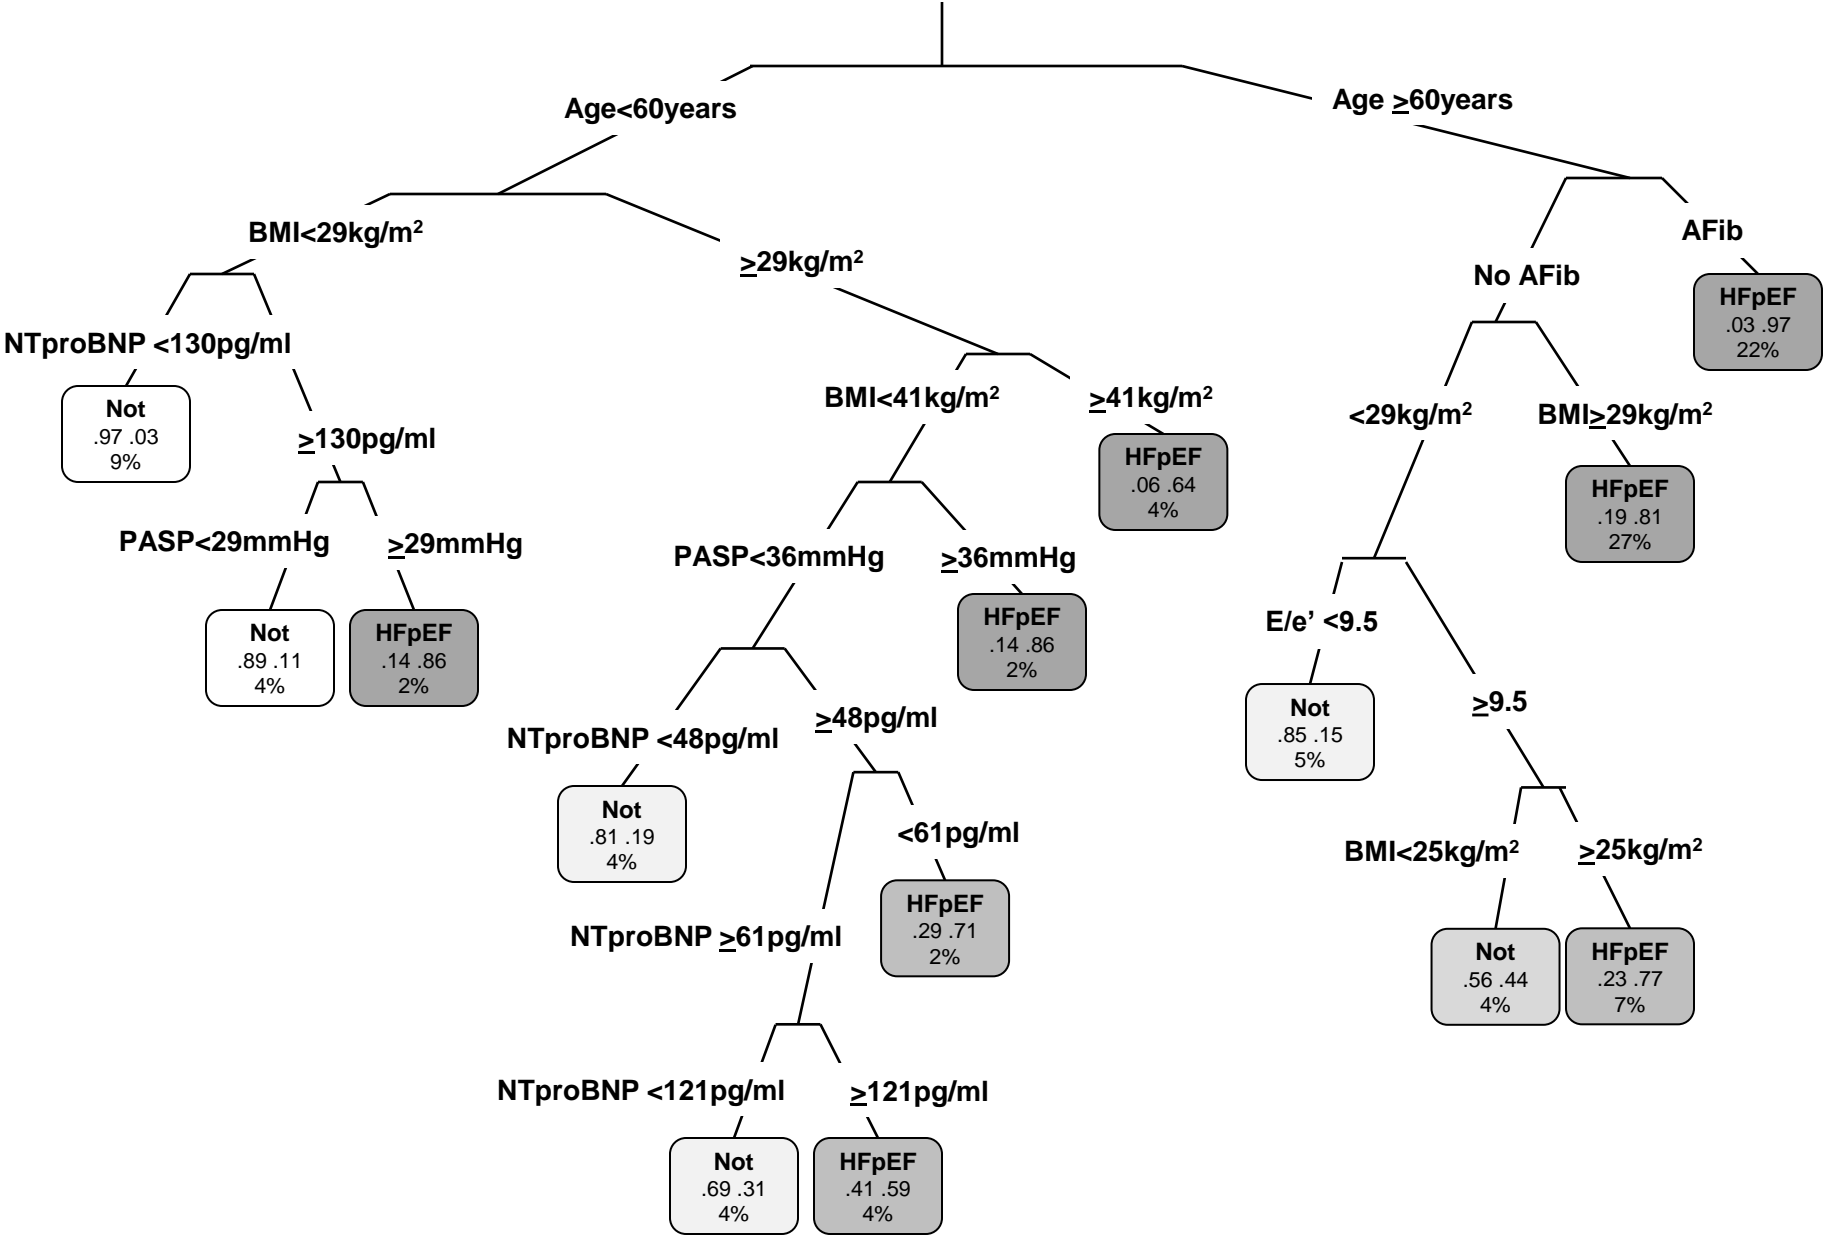 Age<60years
Age ≥60years
BMI<29kg/m²
≥29kg/m²
AFib
No AFib
HFpEF
.03 .97
22%
NTproBNP <130pg/ml
Not
.97 .03
9%
≥130pg/ml
BMI<41kg/m²
≥41kg/m²
HFpEF
.06 .64
4%
<29kg/m²
BMI≥29kg/m²
HFpEF
.19 .81
27%
PASP<29mmHg
≥29mmHg
Not
.89 .11
4%
HFpEF
.14 .86
2%
PASP<36mmHg
≥36mmHg
HFpEF
.14 .86
2%
E/e’ <9.5
Not
.85 .15
5%
≥9.5
NTproBNP <48pg/ml
≥48pg/ml
Not
.81 .19
4%
<61pg/ml
HFpEF
.29 .71
2%
BMI<25kg/m²
≥25kg/m²
Not
.56 .44
4%
HFpEF
.23 .77
7%
NTproBNP ≥61pg/ml
NTproBNP <121pg/ml
≥121pg/ml
Not
.69 .31
4%
HFpEF
.41 .59
4%